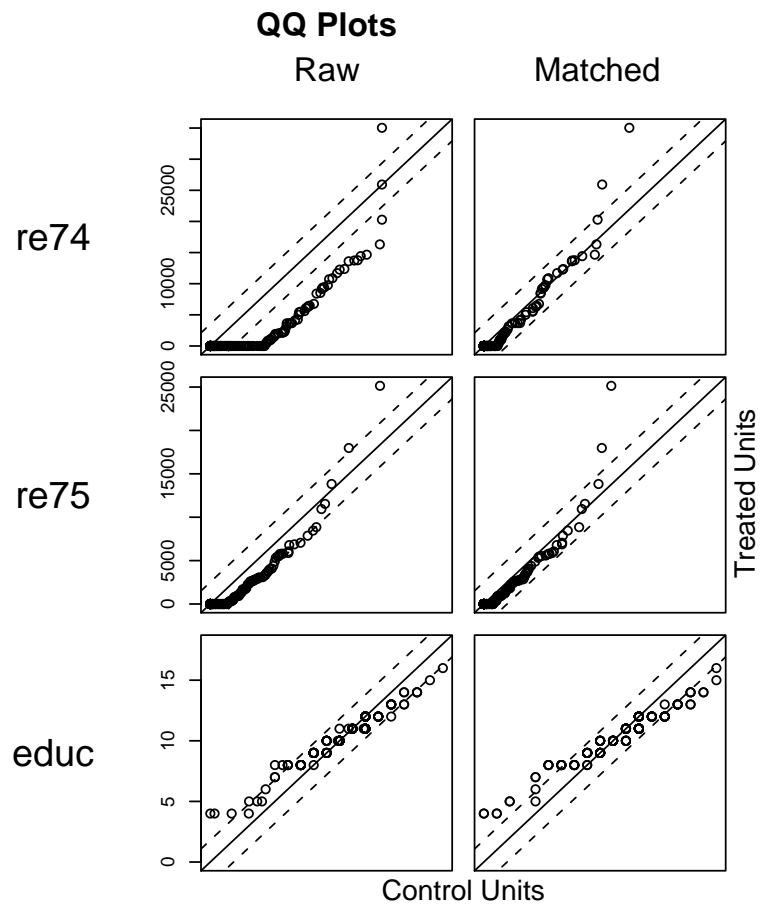 QQ Plots
Raw Matched
re74
25000
10000
0
re75
25000
15000
5000
0
educ
15
10
5
0
Treated Units
Control Units